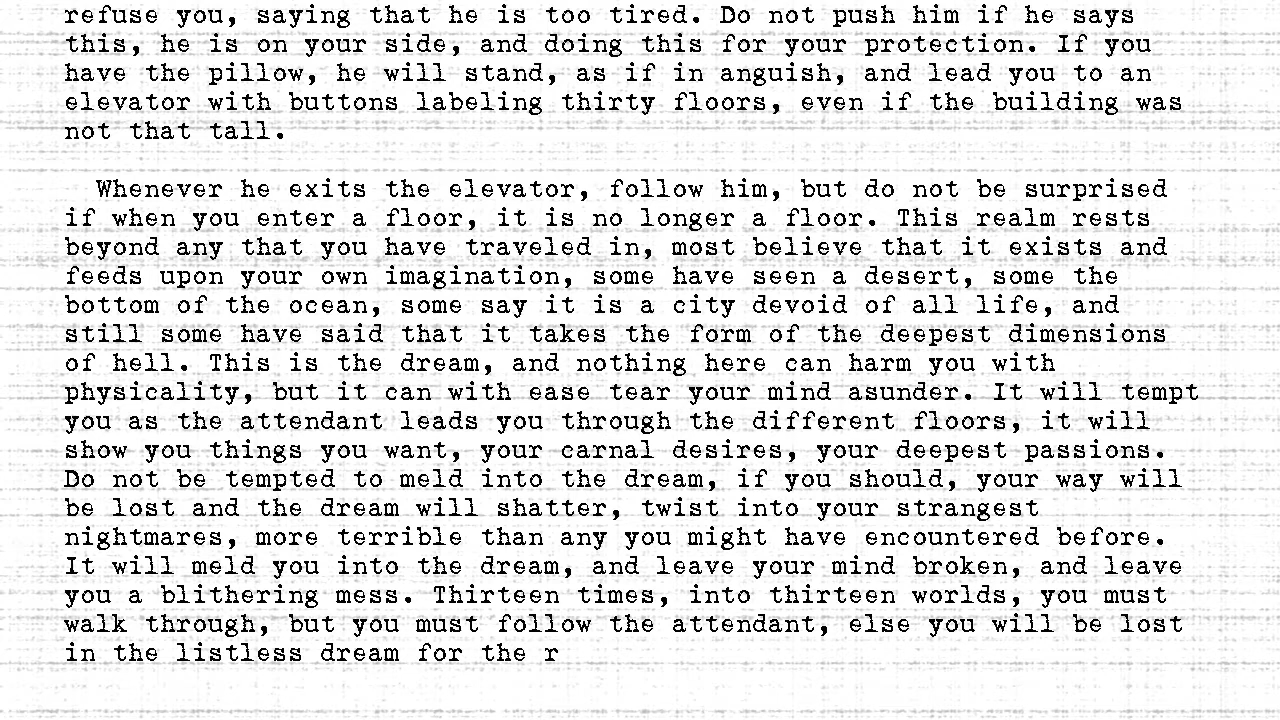 refuse you, saying that he is too tired. Do not push him if he says
this, he is on your side, and doing this for your protection. If you
have the pillow, he will stand, as if in anguish, and lead you to an
elevator with buttons labeling thirty floors, even if the building was
not that tall.
Whenever he exits the elevator, follow him, but do not be surprised
if when you enter a floor, it is no longer a floor. This realm rests
beyond any that you have traveled in, most believe that it exists and
feeds upon your own imagination, some have seen a desert, some the
bottom of the ocean, some say it is a city devoid of all life, and
still some have said that it takes the form of the deepest dimensions
of hell. This is the dream, and nothing here can harm you with
physicality, but it can with ease tear your mind asunder. It will tempt
you as the attendant leads you through the different floors, it will
show you things you want, your carnal desires, your deepest passions.
Do not be tempted to meld into the dream, if you should, your way will
be lost and the dream will shatter, twist into your strangest
nightmares, more terrible than any you might have encountered before.
It will meld you into the dream, and leave your mind broken, and leave
you a blithering mess. Thirteen times, into thirteen worlds, you must
walk through, but you must follow the attendant, else you will be lost
in the listless dream for the r